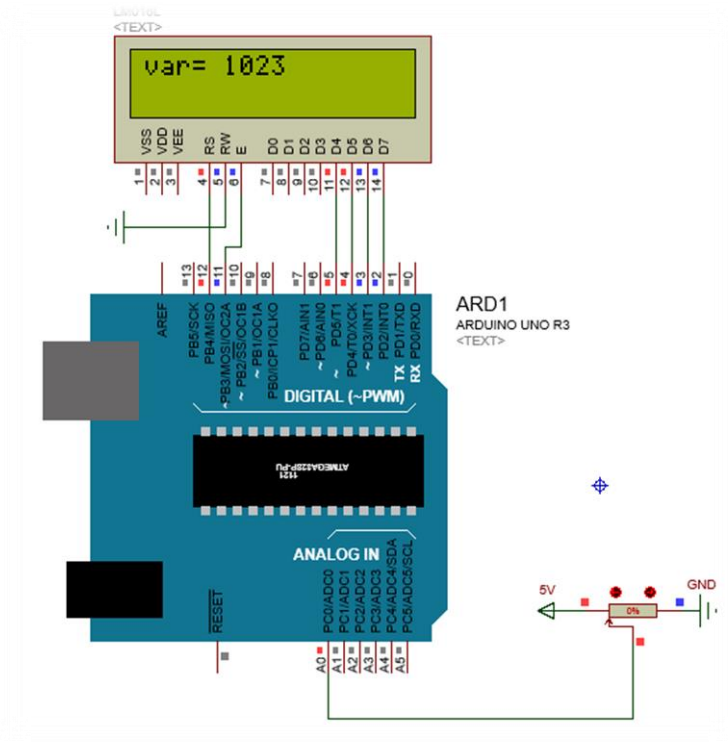 LM016L
<TEXT>
var= 1023
VSS
VDD
VEE
RS
RW
E
D0
D1
D2
D3
D4
D5
D6
D7
1
2
3
4
5
6
7
8
9
10
11
12
13
14
13
12
11
10
9
8
7
6
5
4
3
2
1
0
AREF
PB5/SCK
PB4/MISO
~PB3/MOSI/OC2A
~PB2/SS/OC1B
~PB1/OC1A
PB0/ICP1/CLKO
PD7/AIN1
~PD6/AIN0
~PD5/T1
PD4/T0/XCK
~PD3/INT1
PD2/INT0
TX PD1/TXD
RX PD0/RXD
ARD1
ARDUINO UNO R3
<TEXT>
DIGITAL (~PWM)
ATMEGA328P-PU
1121
ANALOG IN
RESET
PC0/ADC0
PC1/ADC1
PC2/ADC2
PC3/ADC3
PC4/ADC4/SDA
PC5/ADC5/SCL
A0
A1
A2
A3
A4
A5
5V
0%
GND